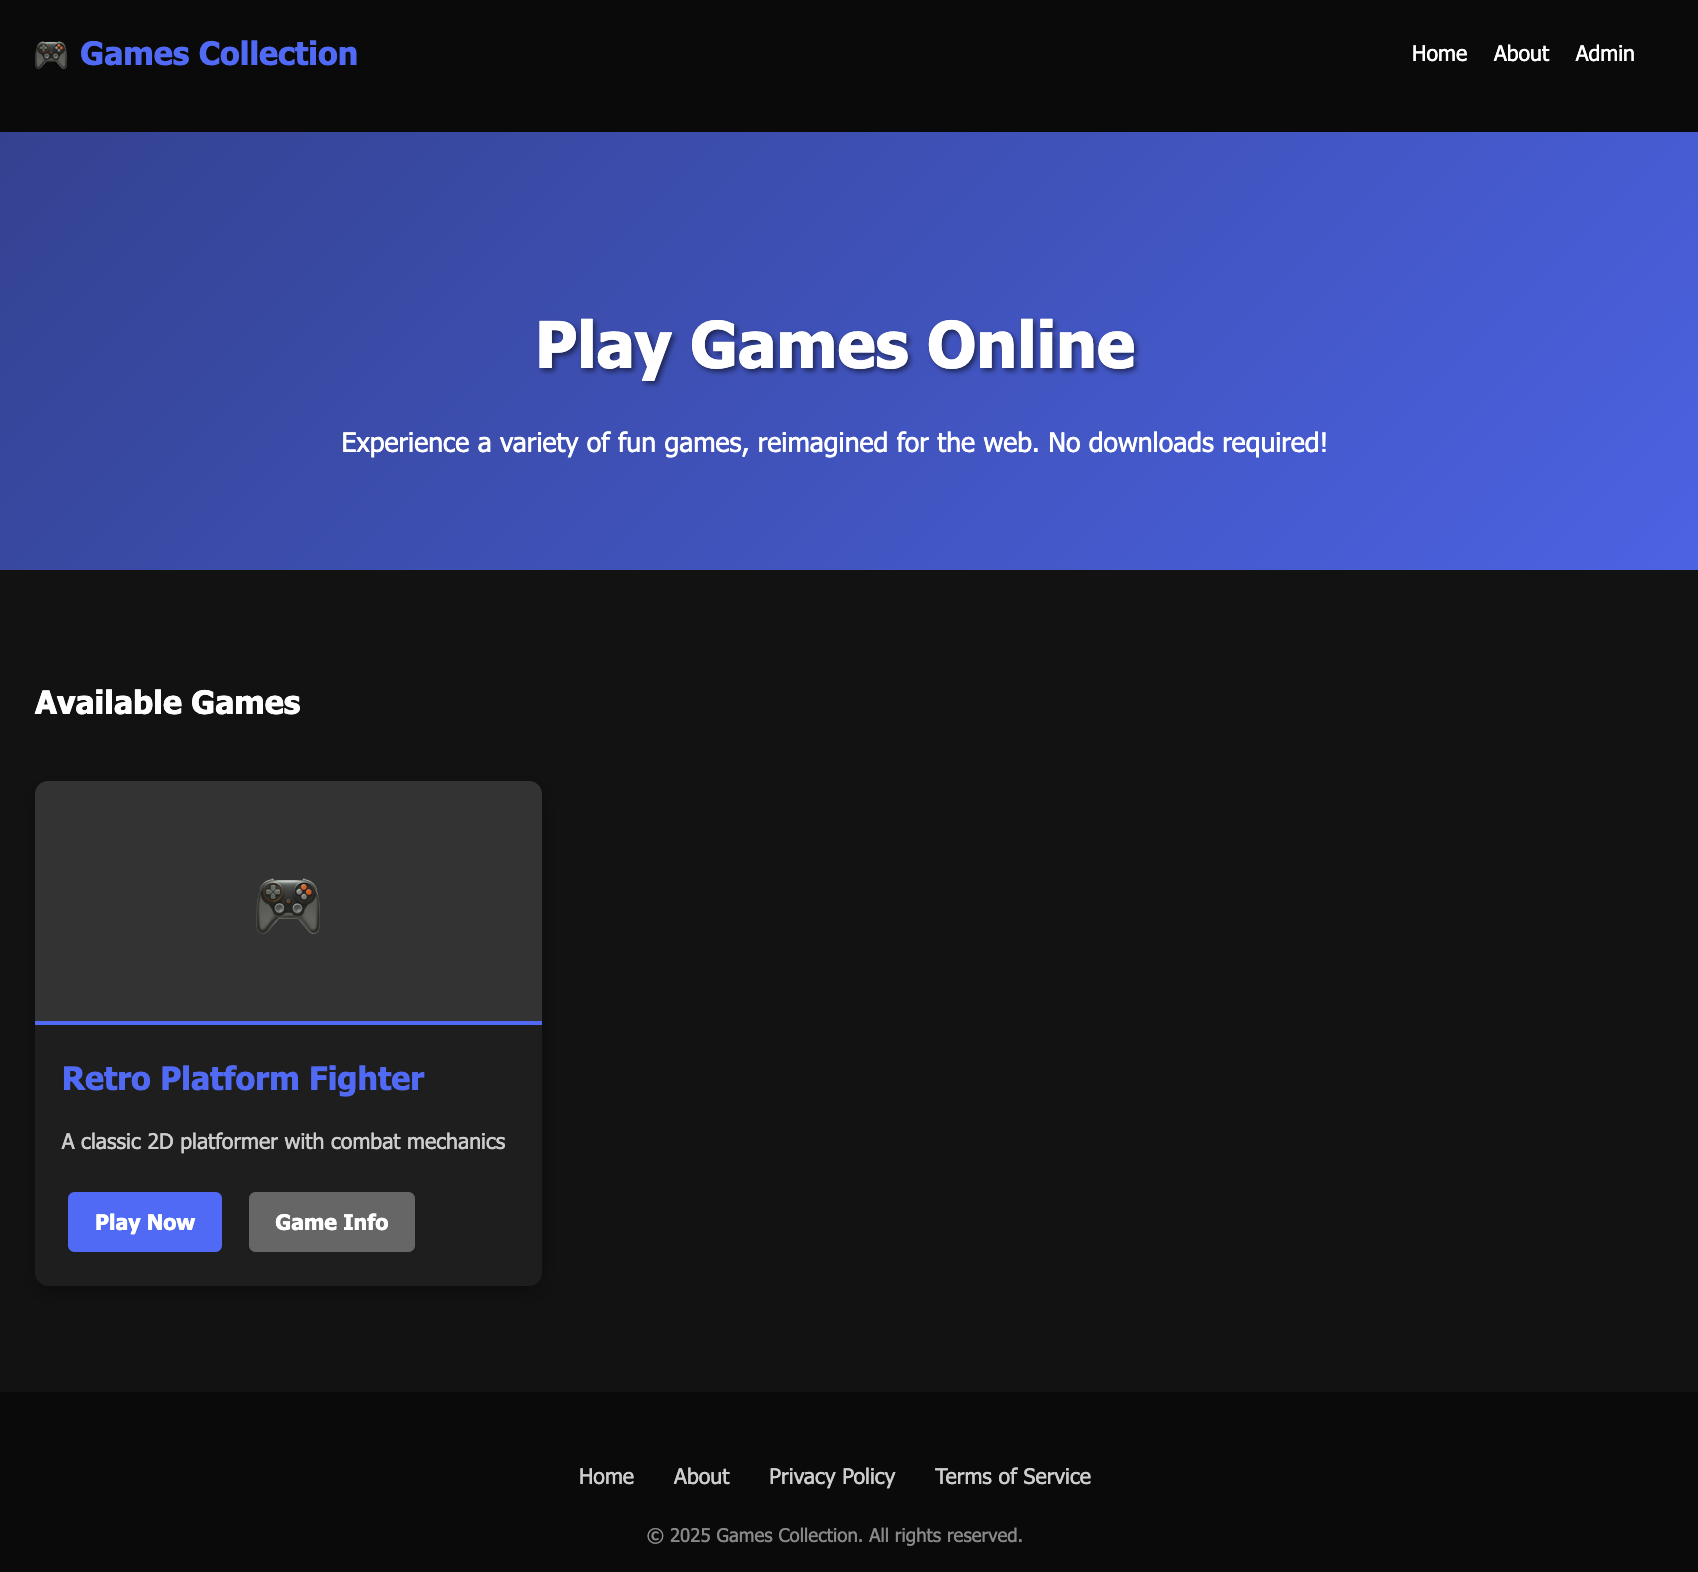 Games Collection
Home About Admin
Play Games Online
Experience a variety of fun games, reimagined for the web. No downloads required!
Available Games
Retro Platform Fighter
A classic 2D platformer with combat mechanics
Play Now Game Info
Home About Privacy Policy Terms of Service
© 2025 Games Collection. All rights reserved.